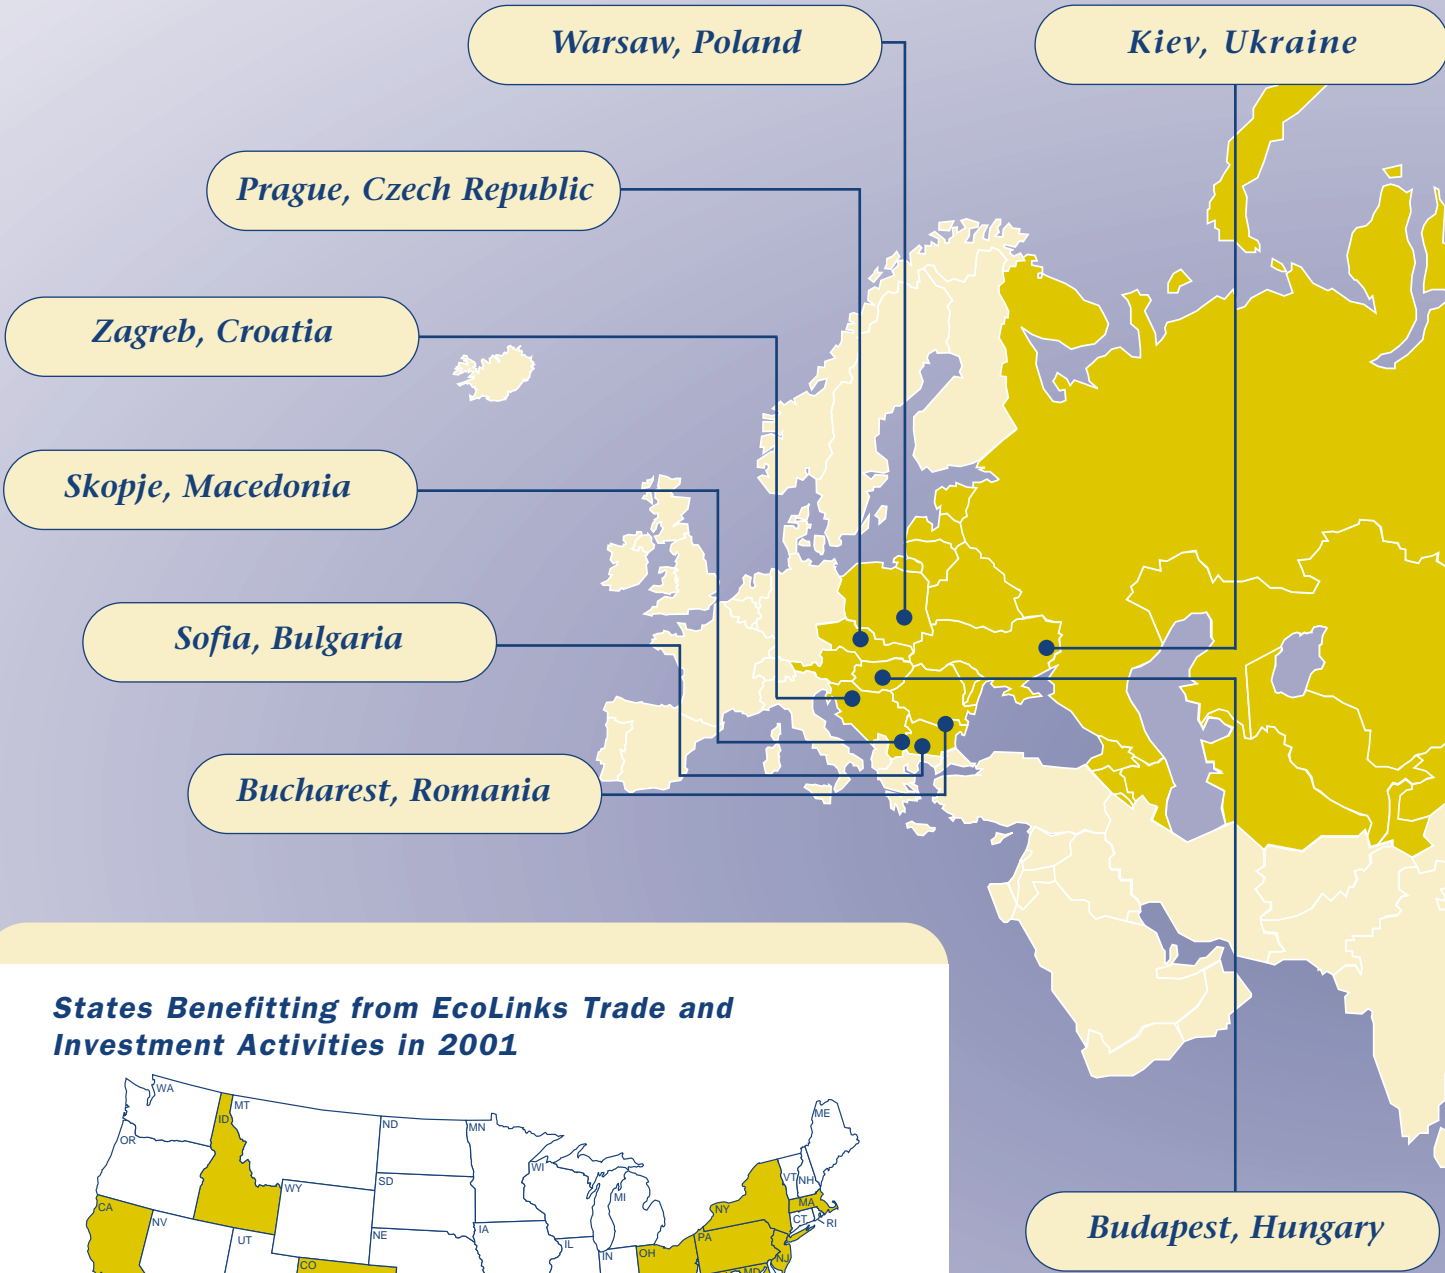 Warsaw, Poland
Kiev, Ukraine
Prague, Czech Republic
Zagreb, Croatia
Skopje, Macedonia
Sofia, Bulgaria
Bucharest, Romania
Budapest, Hungary
States Benefitting from EcoLinks Trade and
Investment Activities in 2001
WA
MT
ID
ND
MN
ME
OR
WI
VT
NH
SD
WY
MI
MA
CA
NV
NY
CT
RI
UT
NE
IA
IL
IN
OH
PA
NJ
CO
MD